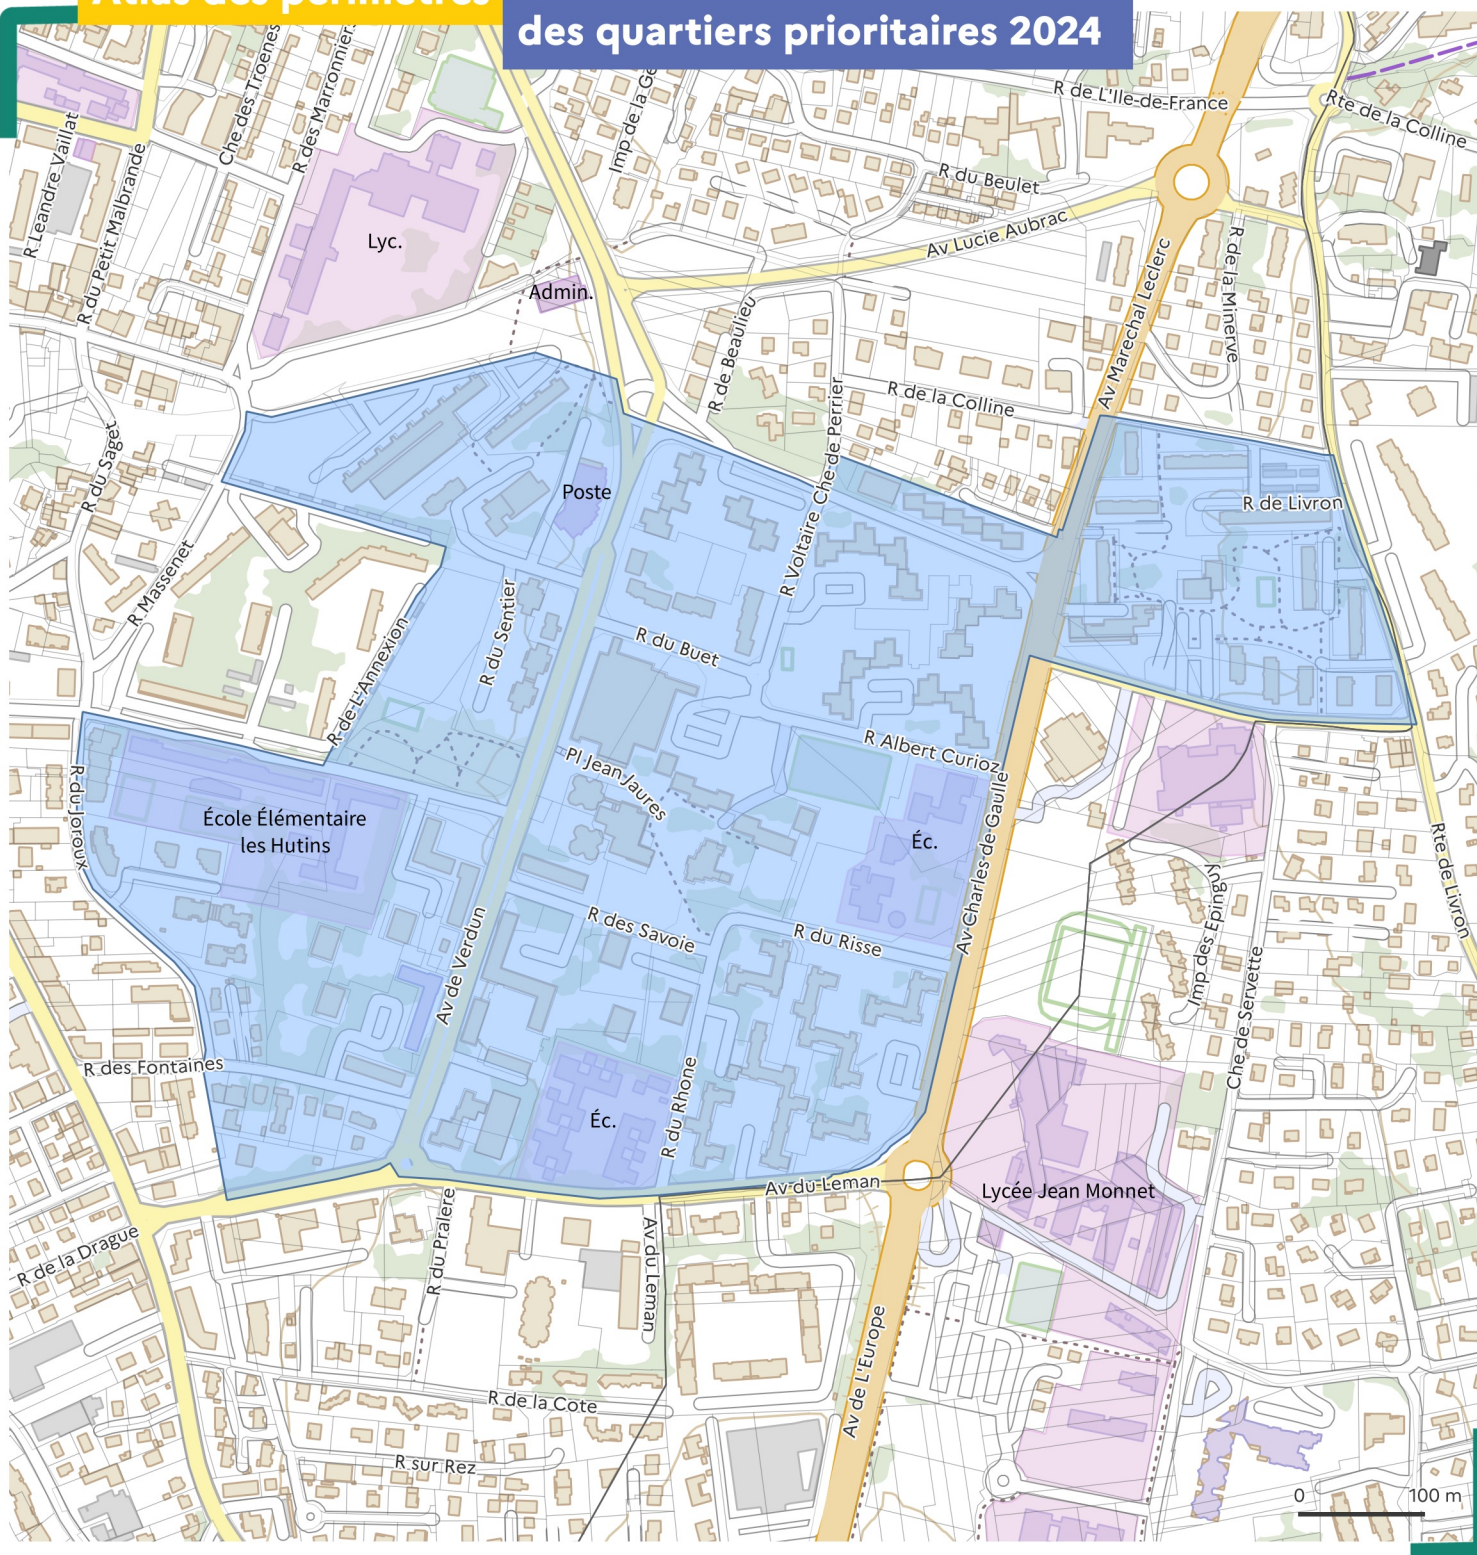 Atlas des périmètres
des quartiers prioritaires 2024
R de L'Ile-de-France
Rte de la Colline
Che des Troenes
R des Marronniers
R Leandre Vaillat
R du Petit Malbrande
R du Beulet
Av Lucie Aubrac
Lyc.
Admin.
Av Marechal Leclerc
R de la Minerve
R de Beaulieu
R de la Colline
Che de Perrier
R du Saget
Poste
R de Livron
R Voltaire
R Massenet
R du Sentier
R du Buet
R de L'Annexion
R Albert Curioz
Pl Jean Jaures
R du Joroux
École Élémentaire
les Hutins
Éc.
Av Charles de Gaulle
Rte de Livron
Imp des Epingy
Che de Servette
R des Savoie
R du Risse
Av de Verdun
R des Fontaines
R du Rhone
Éc.
Av du Leman
Lycée Jean Monnet
R de la Drague
R du Pralere
Av du Leman
Av de L'Europe
R de la Cote
R sur Rez
0
100 m